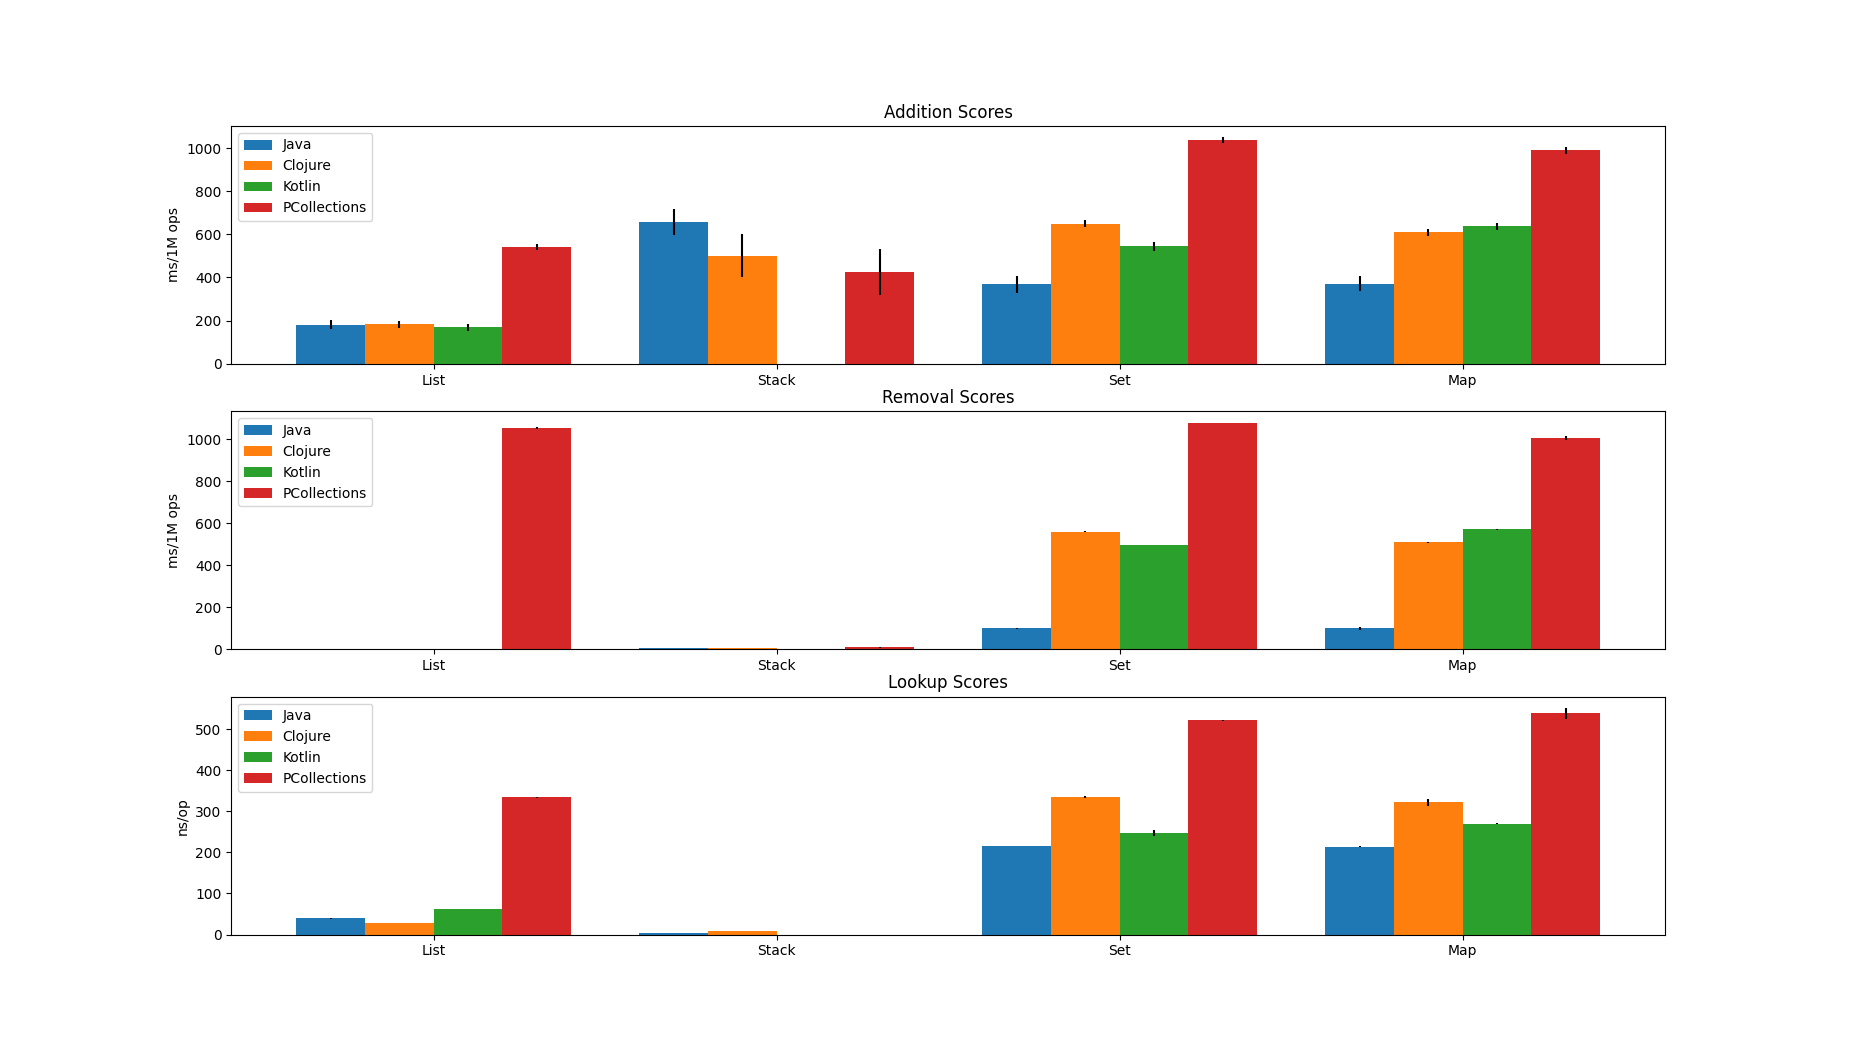 Addition Scores
1000
800
600
400
200
0
ms/1M ops
Java
Clojure
Kotlin
PCollections
List
Stack
Set
Map
Removal Scores
1000
800
600
400
200
0
ms/1M ops
Java
Clojure
Kotlin
PCollections
List
Stack
Set
Map
Lookup Scores
500
400
300
200
100
0
ns/op
Java
Clojure
Kotlin
PCollections
List
Stack
Set
Map